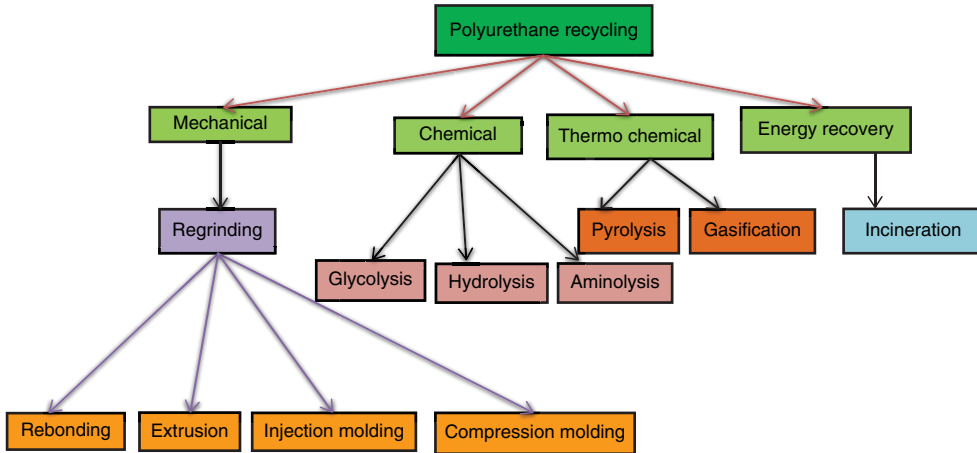 Polyurethane recycling
Mechanical
Chemical
Thermo chemical
Energy recovery
Regrinding
Pyrolysis
Gasification
Incineration
Glycolysis
Hydrolysis
Aminolysis
Rebonding
Extrusion
Injection molding
Compression molding